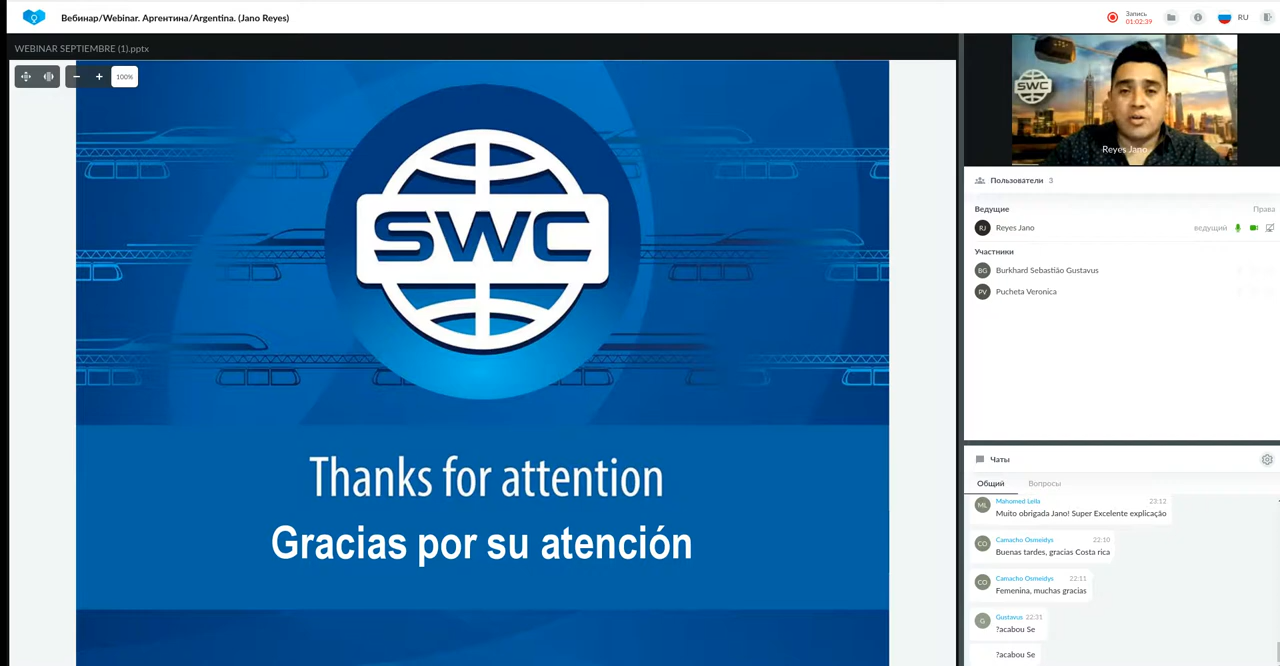 Вебинар/Webinar. Аргентина/Argentina. (Jano Reyes)
Запись
01:02:39
RU
WEBINAR SEPTIEMBRE (1).pptx
100%
SWC
Thanks for attention
Gracias por su atención
SWC
Reyes Jano
Пользователи 3
Ведущие
Права
RJ
Reyes Jano
ведущий
Участники
BG
Burkhard Sebastião Gustavus
PV
Pucheta Veronica
Чаты
Общий
Вопросы
ML
Mahomed Leila 23:12
Muito obrigada Jano! Super Excelente explicação
CO
Camacho Osmeidys 22:10
Buenas tardes, gracias Costa rica
CO
Camacho Osmeidys 22:11
Femenina, muchas gracias
G
Gustavus 22:31
?acabou Se
?acabou Se